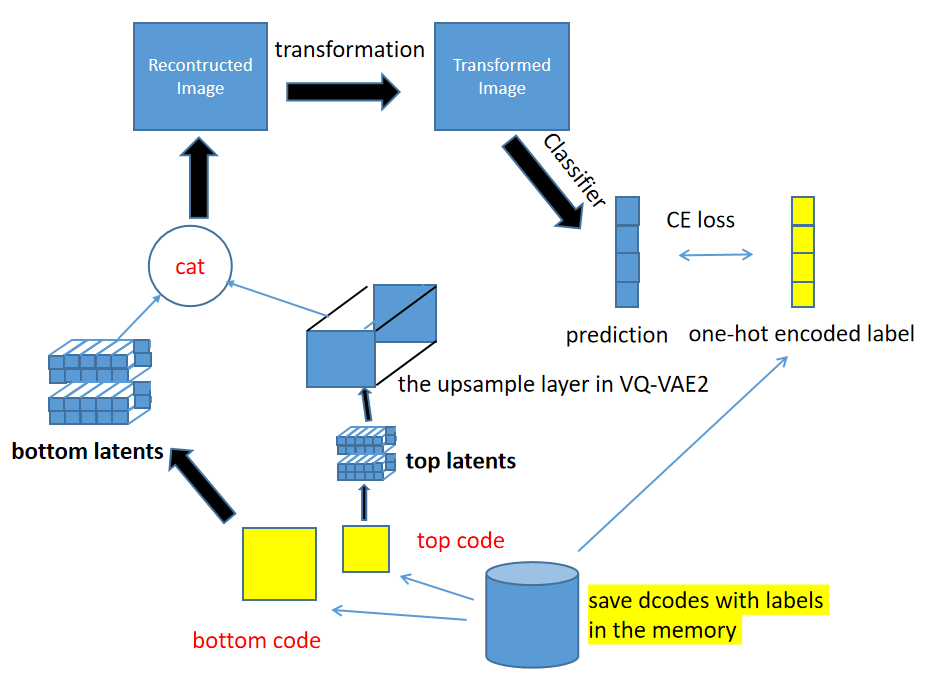 Recontructed
Image
transformation
Transformed
Image
Classifier
CE loss
cat
prediction
one-hot encoded label
the upsample layer in VQ-VAE2
bottom latents
top latents
top code
bottom code
save dcodes with labels
in the memory